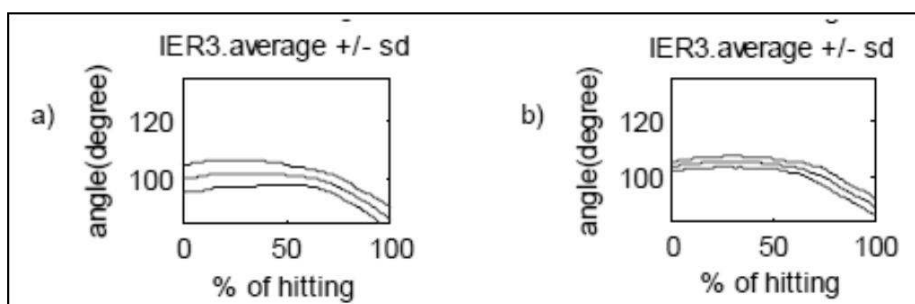 IER3.average +/- sd
a)
angle(degree)
120
100
0
50
100
% of hitting
IER3.average +/- sd
b)
angle(degree)
120
100
0
50
100
% of hitting